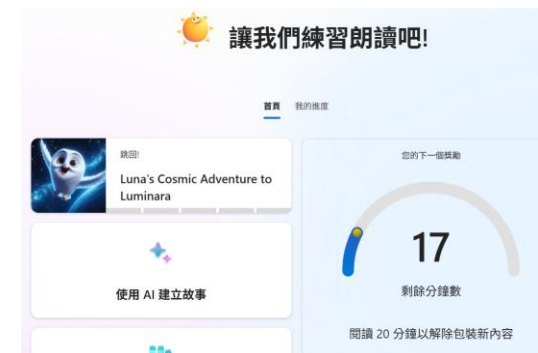 讓我們練習朗讀吧!
首頁 我的進度
跳回!
Luna's Cosmic Adventure to
Luminara
使用 AI 建立故事
您的下一個獎勵
17
剩餘分鐘數
閱讀 20 分鐘以解除包裝新內容